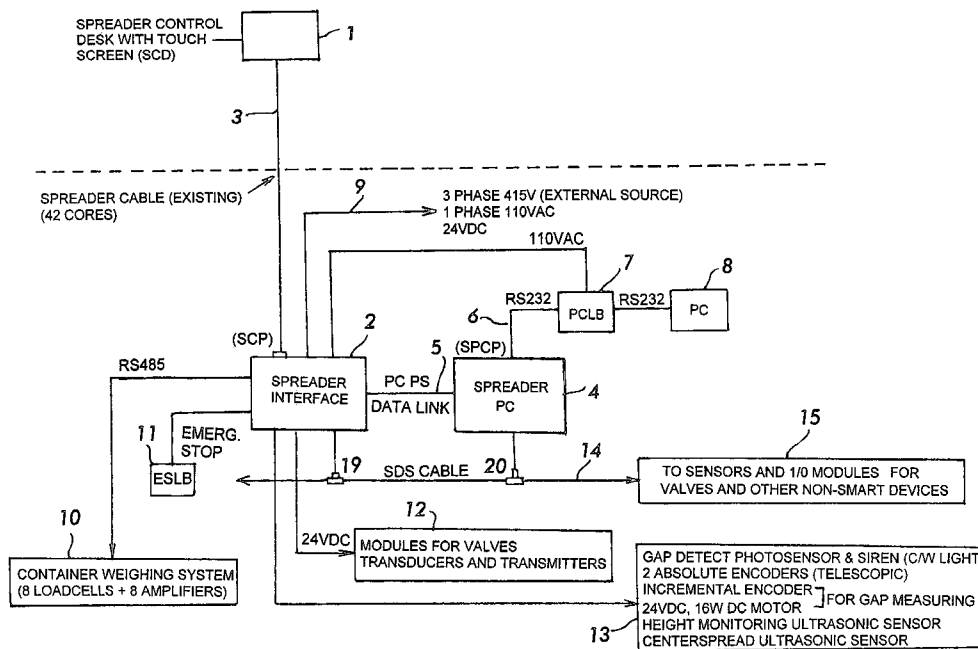 SPREADER CONTROL
DESK WITH TOUCH
SCREEN (SCD)
1
3
SPREADER CABLE (EXISTING)
(42 CORES)
9
3 PHASE 415V (EXTERNAL SOURCE)
1 PHASE 110VAC
24VDC
110VAC
7
8
RS232
PCLB
RS232
PC
6
(SCP)
2
(SPCP)
5
RS485
SPREADER
INTERFACE
PC PS
DATA LINK
SPREADER
PC
4
11
EMERG.
STOP
ESLB
19
SDS CABLE
20
14
15
TO SENSORS AND 1/0 MODULES FOR
VALVES AND OTHER NON-SMART DEVICES
10
CONTAINER WEIGHING SYSTEM
(8 LOADCELLS + 8 AMPLIFIERS)
24VDC
12
MODULES FOR VALVES
TRANSDUCERS AND TRANSMITTERS
GAP DETECT PHOTOSENSOR & SIREN (C/W LIGHT
2 ABSOLUTE ENCODERS (TELESCOPIC)
INCREMENTAL ENCODER
24VDC, 16W DC MOTOR
FOR GAP MEASURING
HEIGHT MONITORING ULTRASONIC SENSOR
CENTERSPREAD ULTRASONIC SENSOR
13